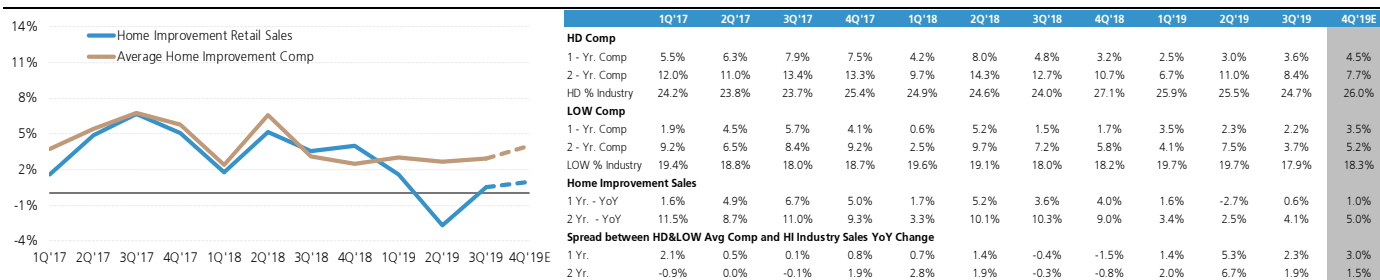 14%
11%
8%
5%
2%
-1%
-4%
Home Improvement Retail Sales
Average Home Improvement Comp
1Q'17 2Q'17 3Q'17 4Q'17 1Q'18 2Q'18 3Q'18 4Q'18 1Q'19 2Q'19 3Q'19 4Q'19E
1Q'17 2Q'17 3Q'17 4Q'17 1Q'18 2Q'18 3Q'18 4Q'18 1Q'19 2Q'19 3Q'19 4Q'19E
HD Comp
1 - Yr. Comp 5.5% 6.3% 7.9% 7.5% 4.2% 8.0% 4.8% 3.2% 2.5% 3.0% 3.6% 4.5%
2 - Yr. Comp 12.0% 11.0% 13.4% 13.3% 9.7% 14.3% 12.7% 10.7% 6.7% 11.0% 8.4% 7.7%
HD % Industry 24.2% 23.8% 23.7% 25.4% 24.9% 24.6% 24.0% 27.1% 25.9% 25.5% 24.7% 26.0%
LOW Comp
1 - Yr. Comp 1.9% 4.5% 5.7% 4.1% 0.6% 5.2% 1.5% 1.7% 3.5% 2.3% 2.2% 3.5%
2 - Yr. Comp 9.2% 6.5% 8.4% 9.2% 2.5% 9.7% 7.2% 5.8% 4.1% 7.5% 3.7% 5.2%
LOW % Industry 19.4% 18.8% 18.0% 18.7% 19.6% 19.1% 18.0% 18.2% 19.7% 19.7% 17.9% 18.3%
Home Improvement Sales
1 Yr. - YoY 1.6% 4.9% 6.7% 5.0% 1.7% 5.2% 3.6% 4.0% 1.6% -2.7% 0.6% 1.0%
2 Yr. - YoY 11.5% 8.7% 11.0% 9.3% 3.3% 10.1% 10.3% 9.0% 3.4% 2.5% 4.1% 5.0%
Spread between HD&LOW Avg Comp and HI Industry Sales YoY Change
1 Yr. 2.1% 0.5% 0.1% 0.8% 0.7% 1.4% -0.4% -1.5% 1.4% 5.3% 2.3% 3.0%
2 Yr. -0.9% 0.0% -0.1% 1.9% 2.8% 1.9% -0.3% -0.8% 2.0% 6.7% 1.9% 1.5%